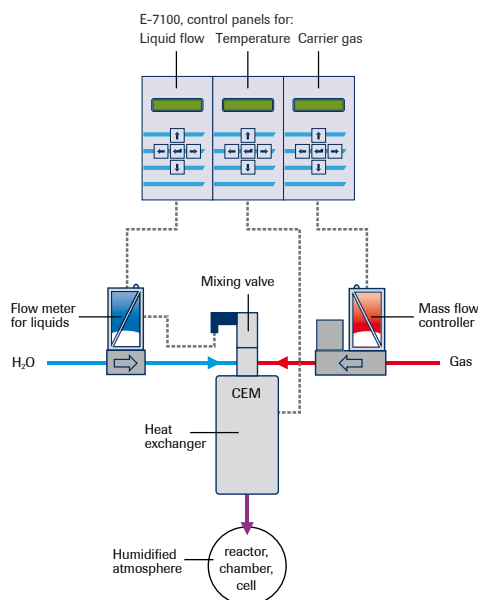 E-7100, control panels for:
Liquid flow Temperature Carrier gas
Mixing valve
Flow meter
for liquids
Mass flow
controller
H₂O
Gas
CEM
Heat
exchanger
Humidified
atmosphere
reactor,
chamber,
cell